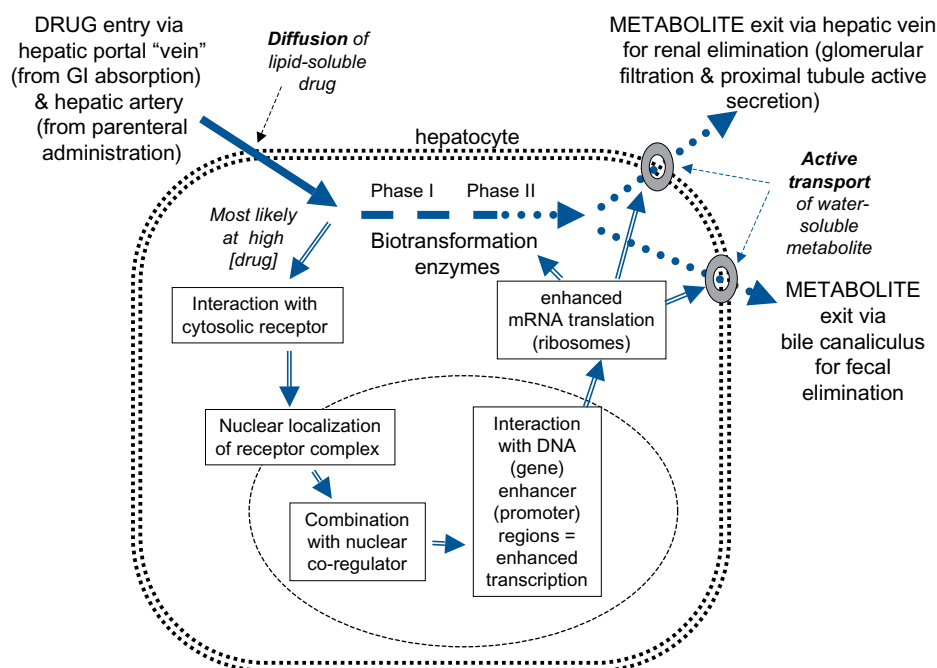 DRUG entry via
hepatic portal “vein”
(from GI absorption)
& hepatic artery
(from parenteral
administration)
Diffusion of
lipid-soluble
drug
METABOLITE exit via hepatic vein
for renal elimination (glomerular
filtration & proximal tubule active
secretion)
hepatocyte
Active
transport
of water-
soluble
metabolite
Phase I
Phase II
Biotransformation
enzymes
Most likely
at high
[drug]
Interaction with
cytosolic receptor
enhanced
mRNA translation
(ribosomes)
METABOLITE
exit via
bile canaliculus
for fecal
elimination
Nuclear localization
of receptor complex
Combination
with nuclear
co-regulator
Interaction
with DNA
(gene)
enhancer
(promoter)
regions =
enhanced
transcription